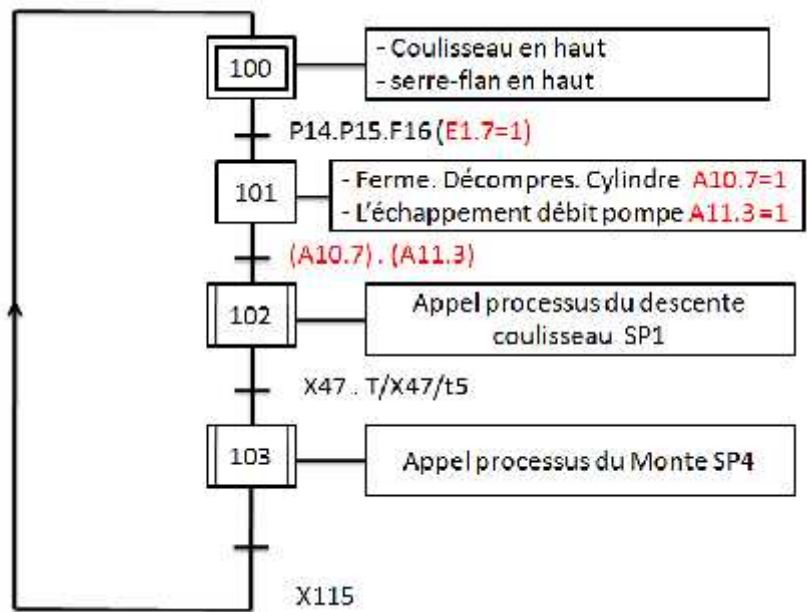 100
- Coulisseau en haut
- serre-flan en haut
P14.P15.F16 (E1.7=1)
101
- Ferme. Décompres. Cylindre A10.7=1
- L'échappement débit pompe A11.3=1
(A10.7) . (A11.3)
102
Appel processus du descente
coulisseau SP1
X47 . T/X47/t5
103
Appel processus du Monte SP4
X115